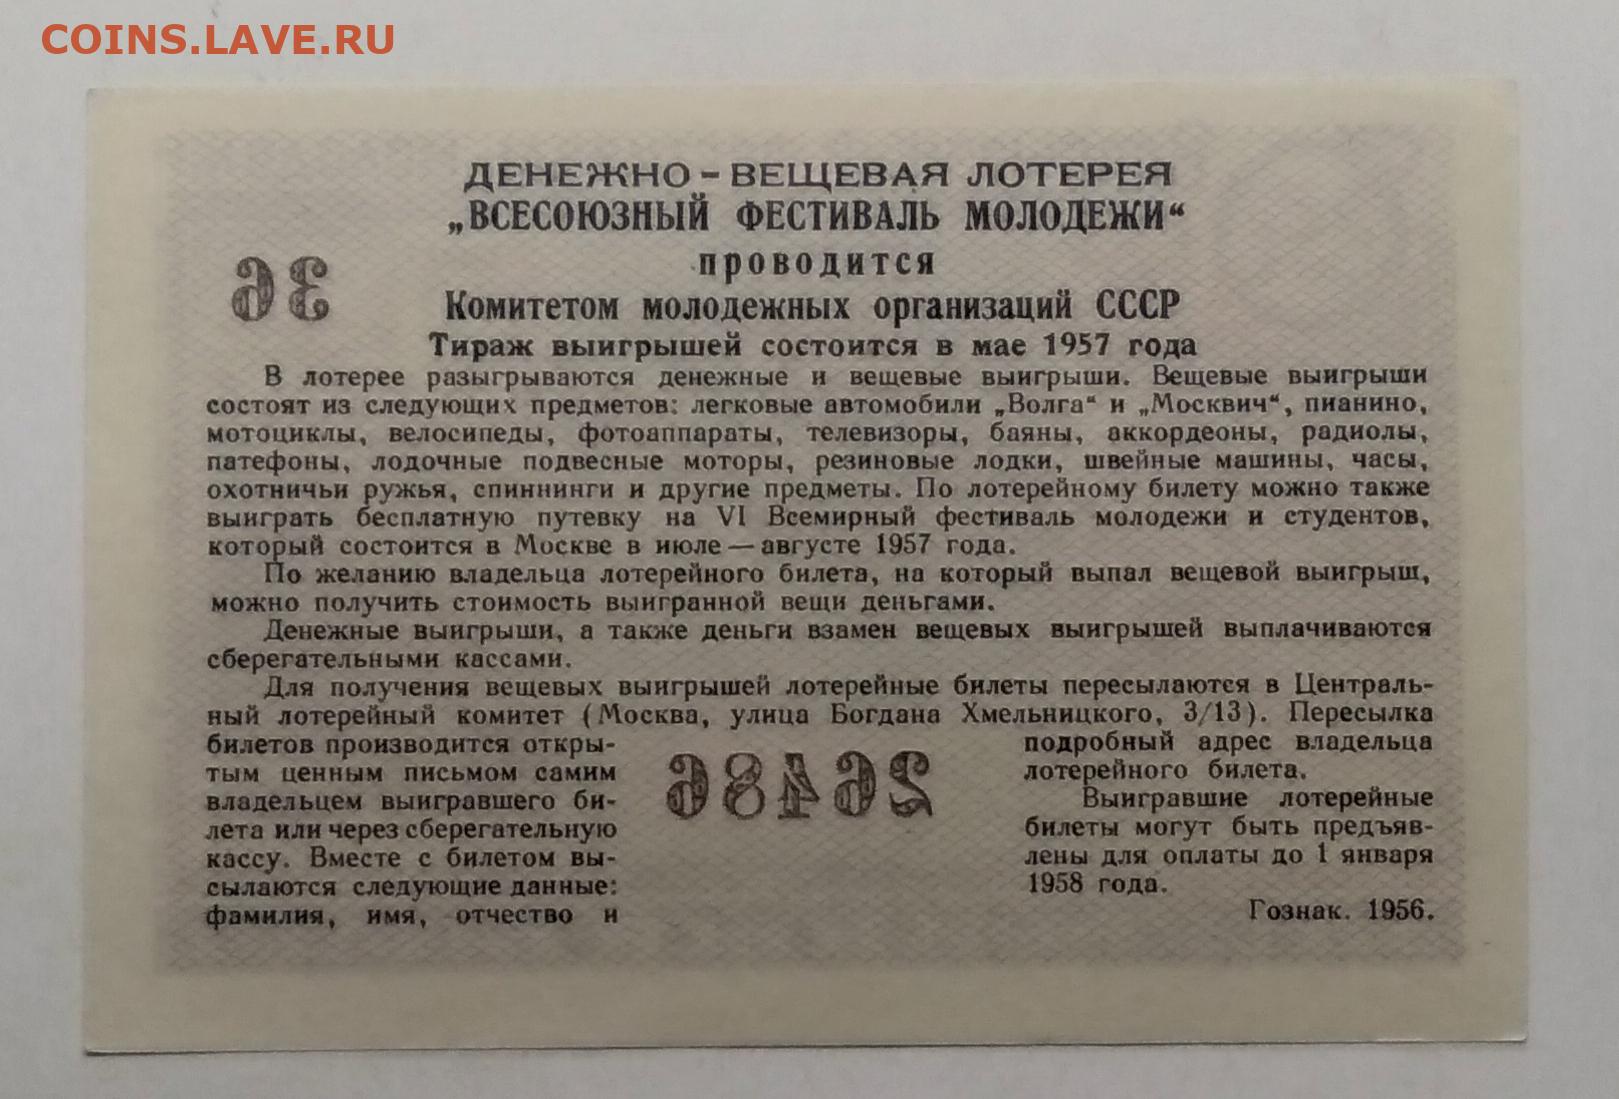 COINS.LAVE.RU
ДЕНЕЖНО-ВЕЩЕВАЯ ЛОТЕРЕЯ
„ВСЕСОЮЗНЫЙ ФЕСТИВАЛЬ МОЛОДЕЖИ“
проводится
36
Комитетом молодежных организаций СССР
Тираж выигрышей состоится в мае 1957 года
В лотерее разыгрываются денежные и вещевые выигрыши. Вещевые выигрыши
состоят из следующих предметов: легковые автомобили „Волга“ и „Москвич“, пианино,
мотоциклы, велосипеды, фотоаппараты, телевизоры, баяны, аккордеоны, радиолы,
патефоны, лодочные подвесные моторы, резиновые лодки, швейные машины, часы,
охотничьи ружья, спиннинги и другие предметы. По лотерейному билету можно также
выиграть бесплатную путевку на VI Всемирный фестиваль молодежи и студентов,
который состоится в Москве в июле — августе 1957 года.
По желанию владельца лотерейного билета, на который выпал вещевой выигрыш,
можно получить стоимость выигранной вещи деньгами.
Денежные выигрыши, а также деньги взамен вещевых выигрышей выплачиваются
сберегательными кассами.
Для получения вещевых выигрышей лотерейные билеты пересылаются в Централь-
ный лотерейный комитет (Москва, улица Богдана Хмельницкого, 3/13). Пересылка
билетов производится откры-
тым ценным письмом самим
владельцем выигравшего би-
лета или через сберегательную
кассу. Вместе с билетом вы-
сылаются следующие данные:
фамилия, имя, отчество и
26486
подробный адрес владельца
лотерейного билета.
Выигравшие лотерейные
билеты могут быть предъяв-
лены для оплаты до 1 января
1958 года.
Гознак. 1956.